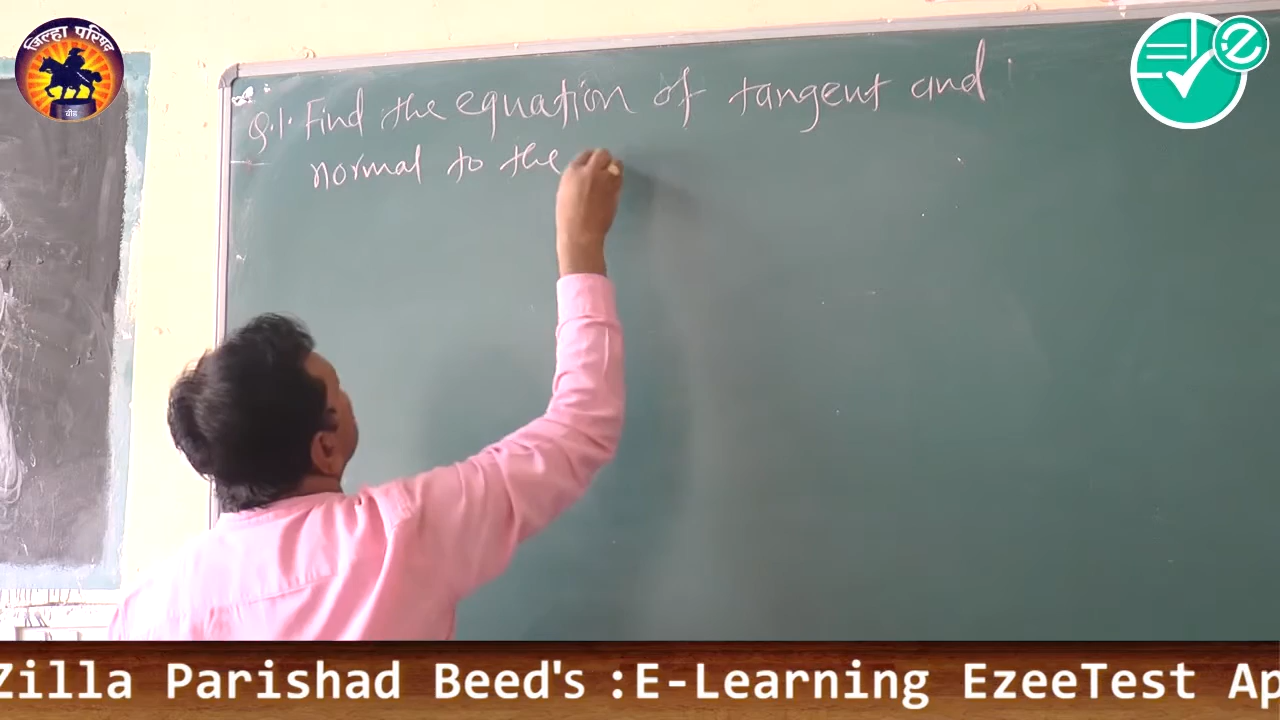 जिल्हा परिषद
बीड
Q.1. Find the equation of tangent and
normal to the
Zilla Parishad Beed's :E-Learning EzeeTest Ap